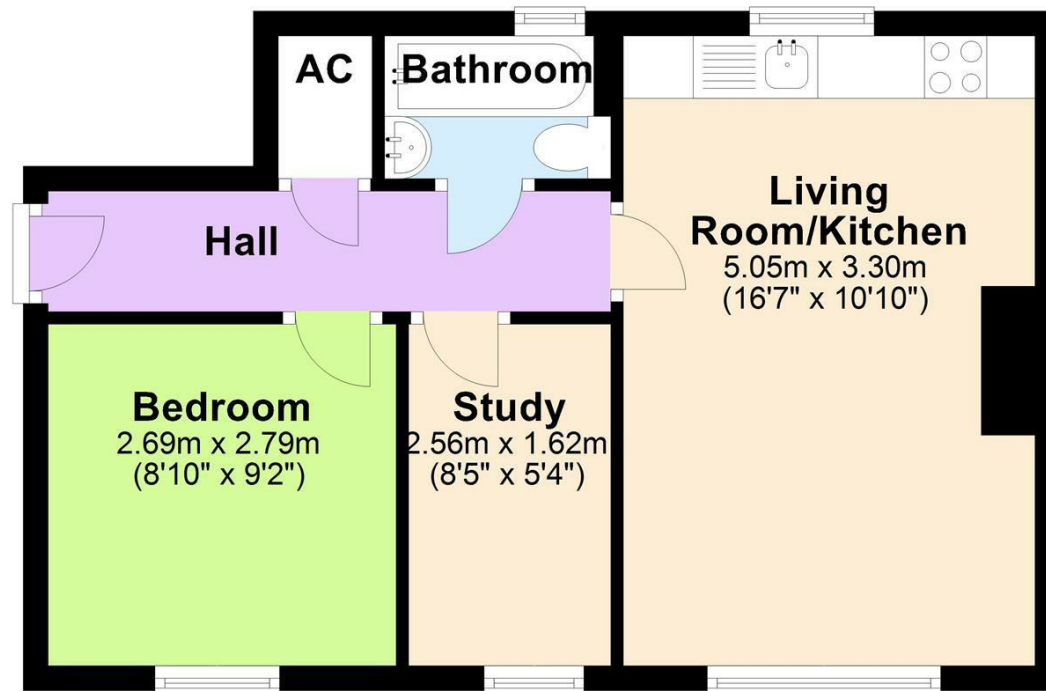 AC
Bathroom
Hall
Living
Room/Kitchen
5.05m x 3.30m
(16'7" x 10'10")
Bedroom
2.69m x 2.79m
(8'10" x 9'2")
Study
2.56m x 1.62m
(8'5" x 5'4")